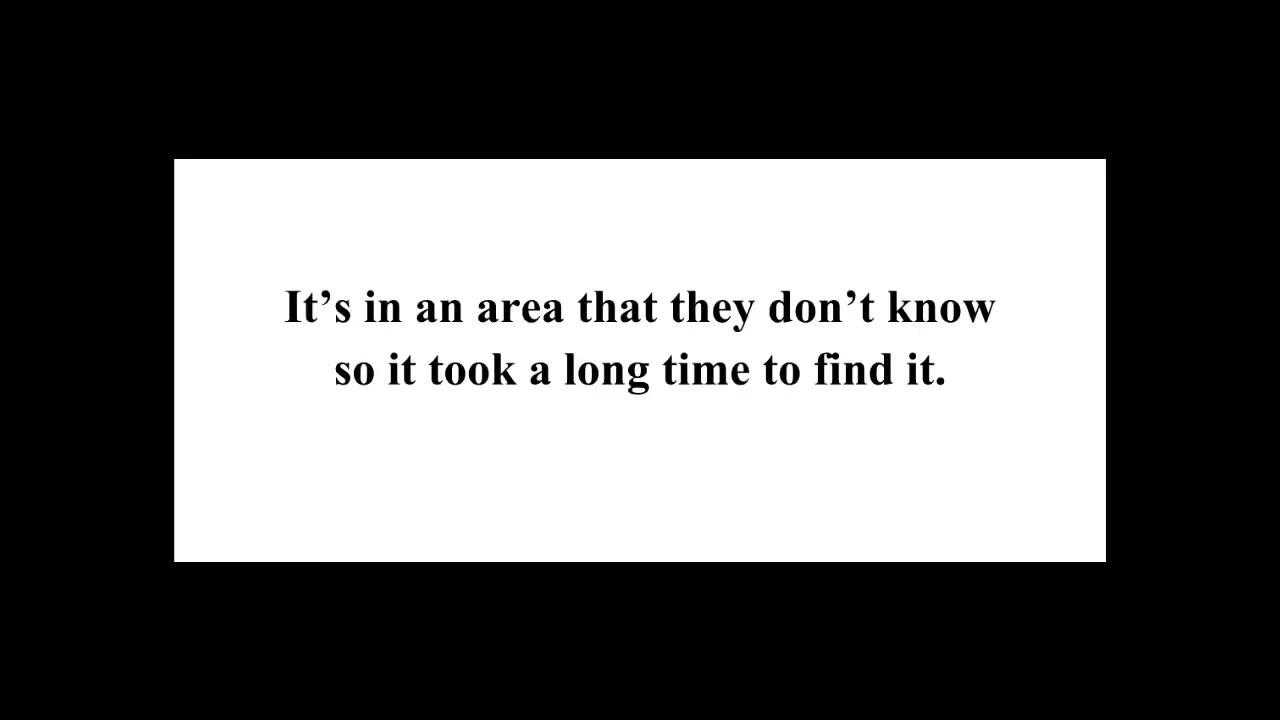 It’s in an area that they don’t know
so it took a long time to find it.